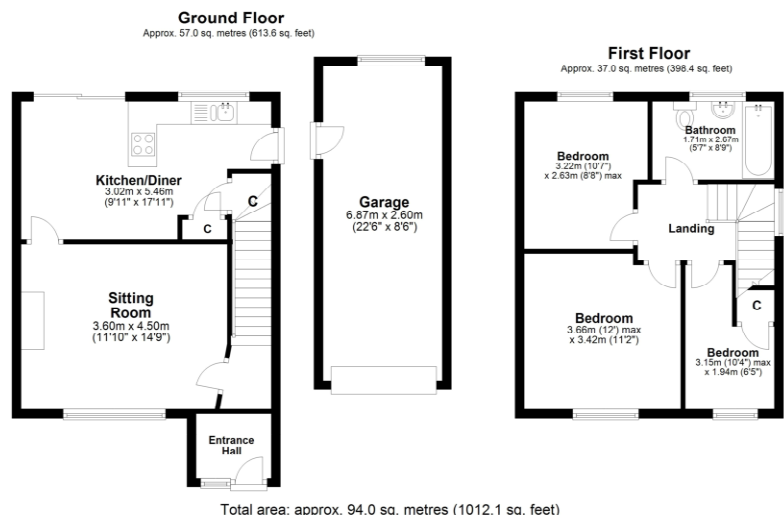 Ground Floor
Approx. 57.0 sq. metres (613.6 sq. feet)
Kitchen/Diner
3.02m x 5.46m
(9'11" x 17'11")
C
C
Sitting
Room
3.60m x 4.50m
(11'10" x 14'9")
Entrance
Hall
Garage
6.87m x 2.60m
(22'6" x 8'6")
First Floor
Approx. 37.0 sq. metres (398.4 sq. feet)
Bedroom
3.22m (10'7")
x 2.63m (8'8") max
Bathroom
1.71m x 2.67m
(5'7" x 8'9")
Landing
Bedroom
3.66m (12') max
x 3.42m (11'2")
C
Bedroom
3.15m (10'4") max
x 1.94m (6'5")
Total area: approx. 94.0 sq. metres (1012.1 sq. feet)